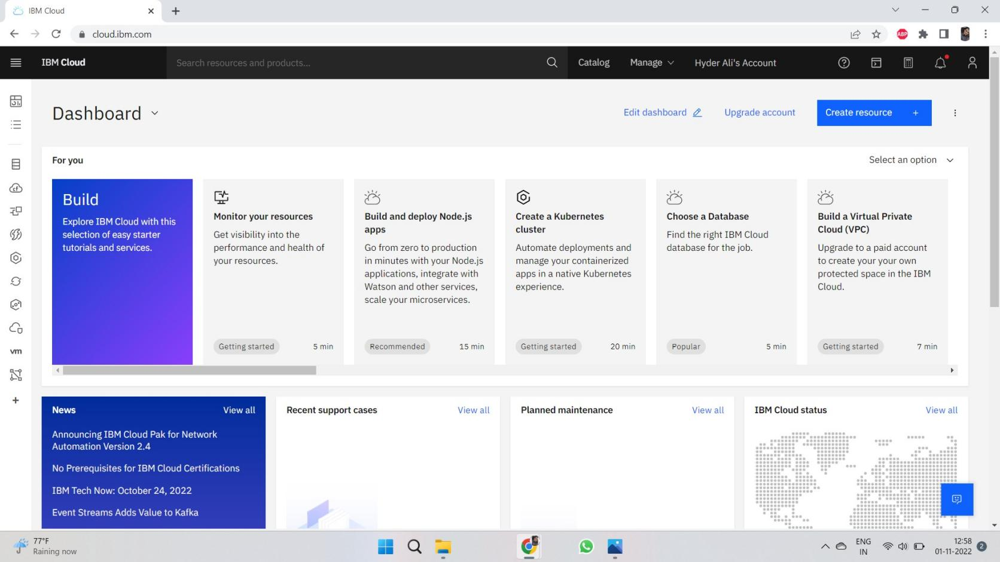 IBM Cloud
cloud.ibm.com
ABP
IBM Cloud
Search resources and products...
Catalog
Manage
Hyder Ali's Account
Dashboard
Edit dashboard
Upgrade account
Create resource +
For you
Select an option
Build
Explore IBM Cloud with this
selection of easy starter
tutorials and services.
Monitor your resources
Get visibility into the
performance and health of
your resources.
Getting started
5 min
Build and deploy Node.js
apps
Go from zero to production
in minutes with your Node.js
applications, integrate with
Watson and other services,
scale your microservices.
Recommended
15 min
Create a Kubernetes
cluster
Automate deployments and
manage your containerized
apps in a native Kubernetes
experience.
Getting started
20 min
Choose a Database
Find the right IBM Cloud
database for the job.
Popular
5 min
Build a Virtual Private
Cloud (VPC)
Upgrade to a paid account
to create your your own
protected space in the IBM
Cloud.
Getting started
7 min
cf
vm
News
View all
Announcing IBM Cloud Pak for Network
Automation Version 2.4
No Prerequisites for IBM Cloud Certifications
IBM Tech Now: October 24, 2022
Event Streams Adds Value to Kafka
Recent support cases
View all
Planned maintenance
View all
IBM Cloud status
View all
77°F
Raining now
ENG
IN
12:58
01-11-2022
2